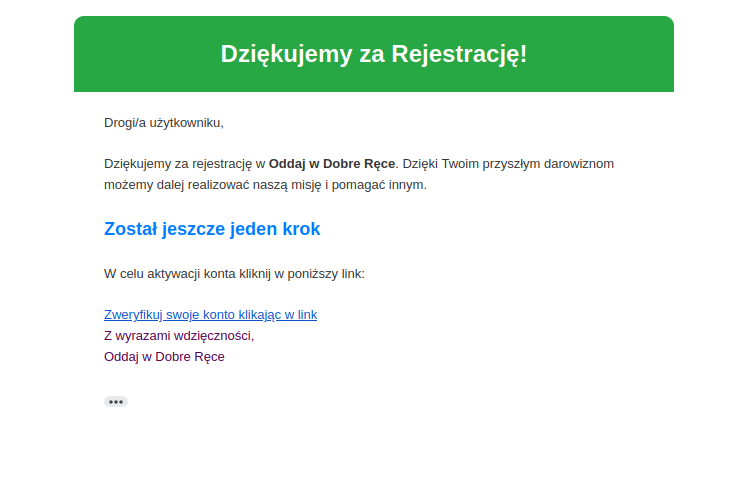 Dziękujemy za Rejestrację!
Drogi/a użytkowniku,
Dziękujemy za rejestrację w Oddaj w Dobre Ręce. Dzięki Twoim przyszłym darowiznom
możemy dalej realizować naszą misję i pomagać innym.
Został jeszcze jeden krok
W celu aktywacji konta kliknij w poniższy link:
Zweryfikuj swoje konto klikając w link
Z wyrazami wdzięczności,
Oddaj w Dobre Ręce